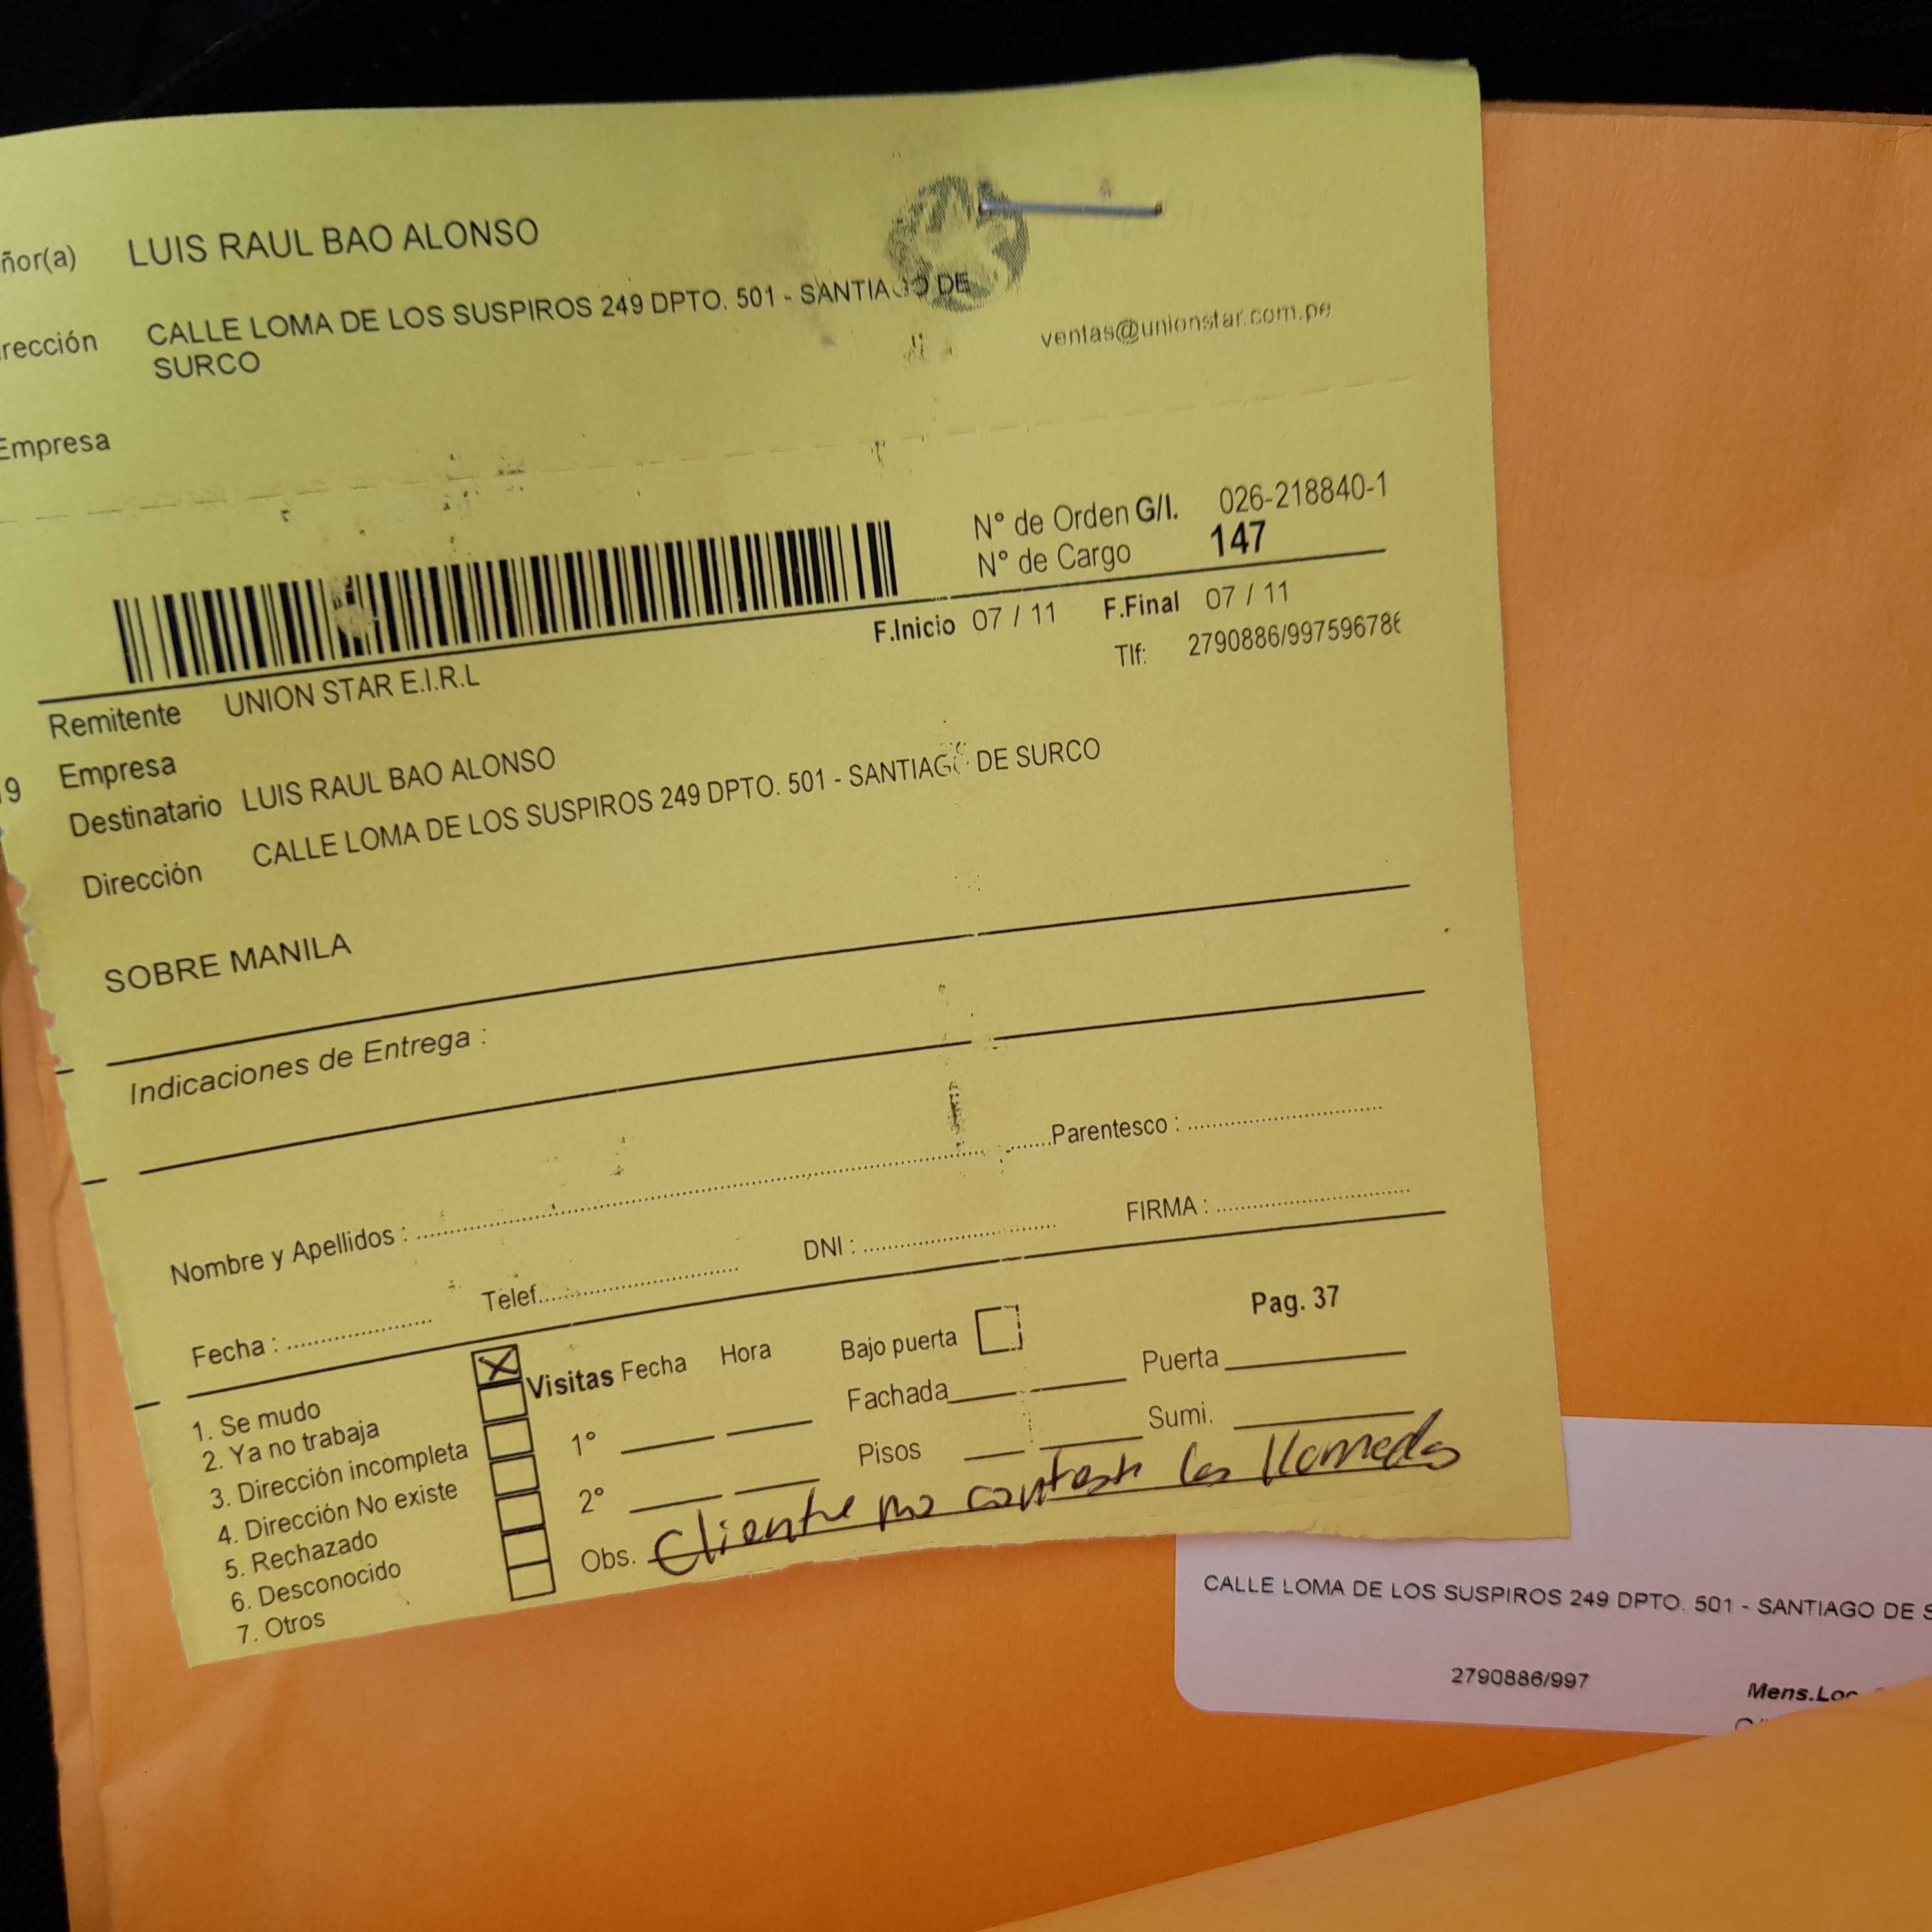 ñor(a) LUIS RAUL BAO ALONSO
rección CALLE LOMA DE LOS SUSPIROS 249 DPTO. 501 - SANTIAGO DE
SURCO
ventas@unionstar.com.pe
Empresa
N° de Orden G/I. 026-218840-1
N° de Cargo 147
F.Inicio 07 / 11 F.Final 07 / 11
Tlf: 2790886/99759678
Remitente UNION STAR E.I.R.L
9 Empresa
Destinatario LUIS RAUL BAO ALONSO
Dirección CALLE LOMA DE LOS SUSPIROS 249 DPTO. 501 - SANTIAGO DE SURCO
SOBRE MANILA
Indicaciones de Entrega :
Nombre y Apellidos : Parentesco :
Fecha : Telef. DNI : FIRMA :
Pag. 37
Visitas Fecha Hora Bajo puerta
1. Se mudo
2. Ya no trabaja
3. Dirección incompleta
4. Dirección No existe
5. Rechazado
6. Desconocido
7. Otros
Fachada Puerta
1° Pisos Sumi.
2°
Obs. Cliente no contesta las llamadas
CALLE LOMA DE LOS SUSPIROS 249 DPTO. 501 - SANTIAGO DE S
2790886/997
Mens.Loc